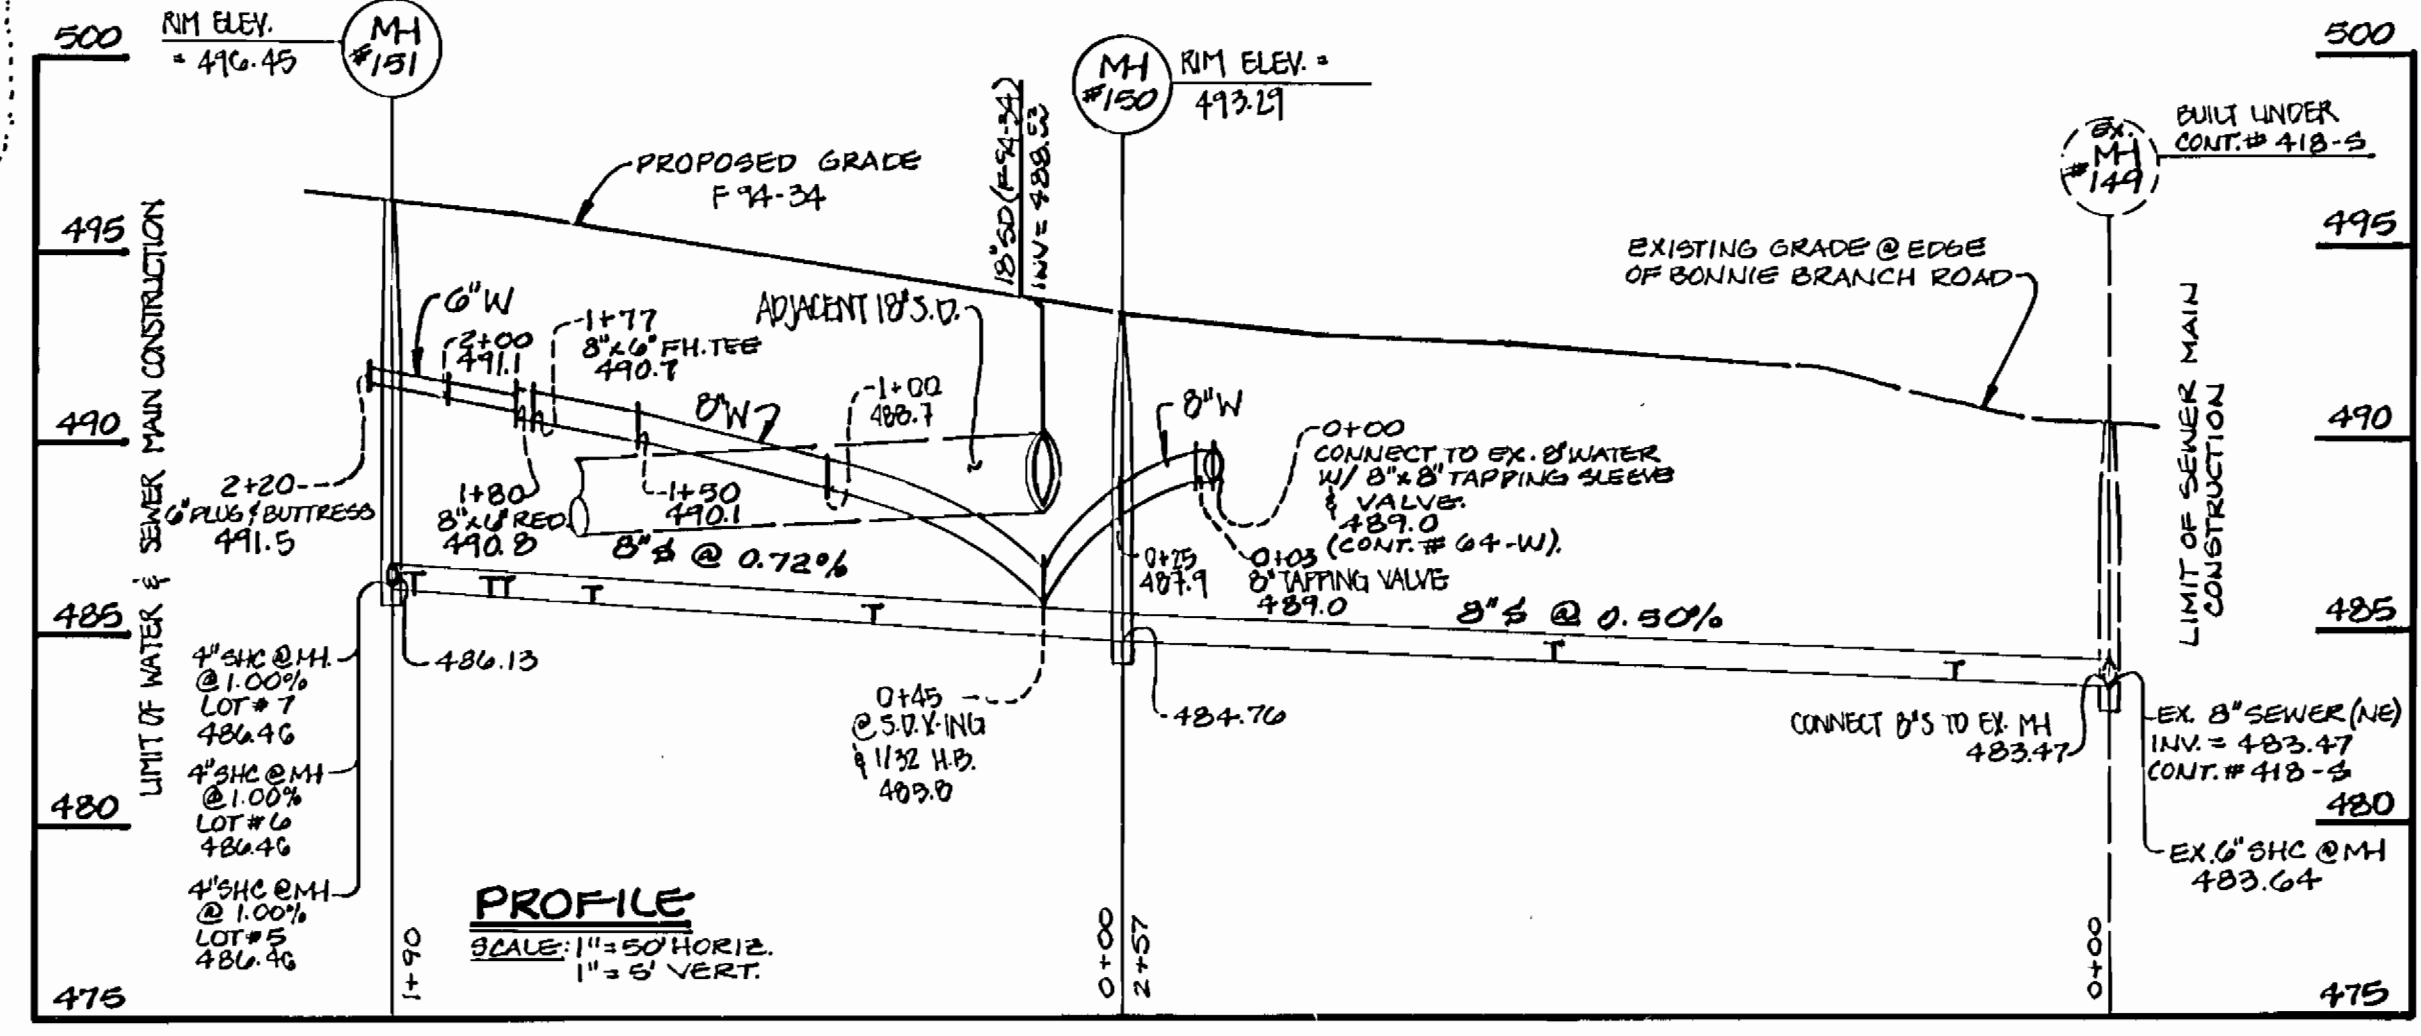 500
RIM ELEV.
= 496.45
MH
#151
MH
#150
RIM ELEV. =
493.29
500
EX.
MH
#149
BUILT UNDER
CONT.# 418-S
PROPOSED GRADE
F 94-34
18" SD (F-94-34)
INV = 488.53
495
495
EXISTING GRADE @ EDGE
OF BONNIE BRANCH ROAD
LIMIT OF WATER & SEWER MAIN CONSTRUCTION
LIMIT OF SEWER MAIN
CONSTRUCTION
6"W
2+00
491.1
1+77
8"x6" FH. TEE
490.7
ADJACENT 18" S.D.
8"W
1+00
488.7
8"W
490
490
2+20
6" PLUG & BUTTRESS
491.5
1+80
8"x6" RED.
490.8
1+50
490.1
0+00
CONNECT TO EX. 8" WATER
W/ 8"x8" TAPPING SLEEVE
& VALVE.
489.0
(CONT. # 64-W).
8"S @ 0.72%
0+25
487.9
0+03
8" TAPPING VALVE
489.0
8"S @ 0.50%
485
485
T
TT
T
T
T
T
4" SHC @ MH
@ 1.00%
LOT # 7
486.46
486.13
0+45
@ S.D. X-ING
& 1/32 H.B.
484.76
CONNECT 8"S TO EX. MH
483.47
EX. 8" SEWER (NE)
INV. = 483.47
CONT. # 418-S
4" SHC @ MH
@ 1.00%
LOT # 6
486.46
480
480
EX. 6" SHC @ MH
483.64
4" SHC @ MH
@ 1.00%
LOT # 5
486.46
PROFILE
SCALE: 1" = 50' HORIZ.
1" = 5' VERT.
1+90
0+00
2+57
0+00
475
475